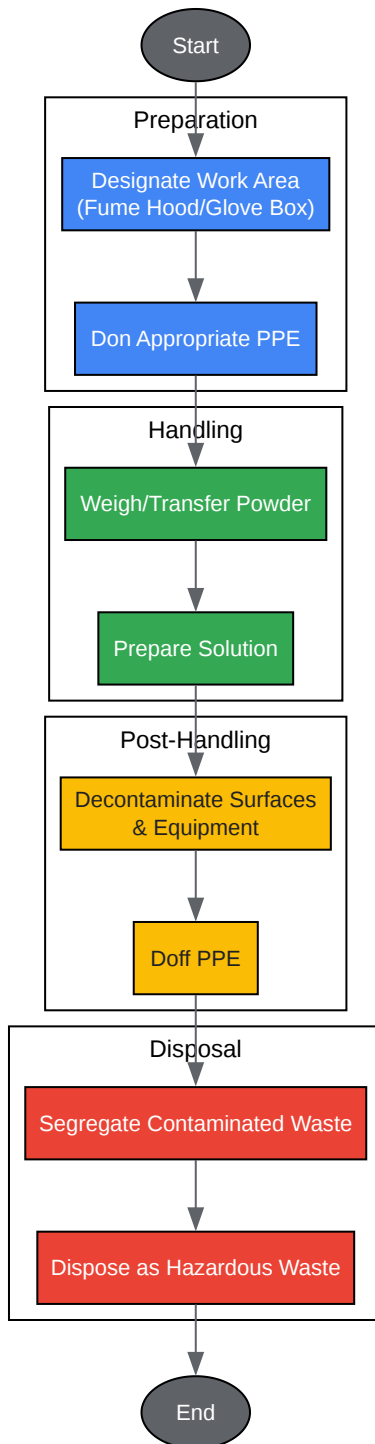 Start
Preparation
Designate Work Area
(Fume Hood/Glove Box)
Don Appropriate PPE
Handling
Weigh/Transfer Powder
Prepare Solution
Post-Handling
Decontaminate Surfaces
& Equipment
Doff PPE
Disposal
Segregate Contaminated Waste
Dispose as Hazardous Waste
End